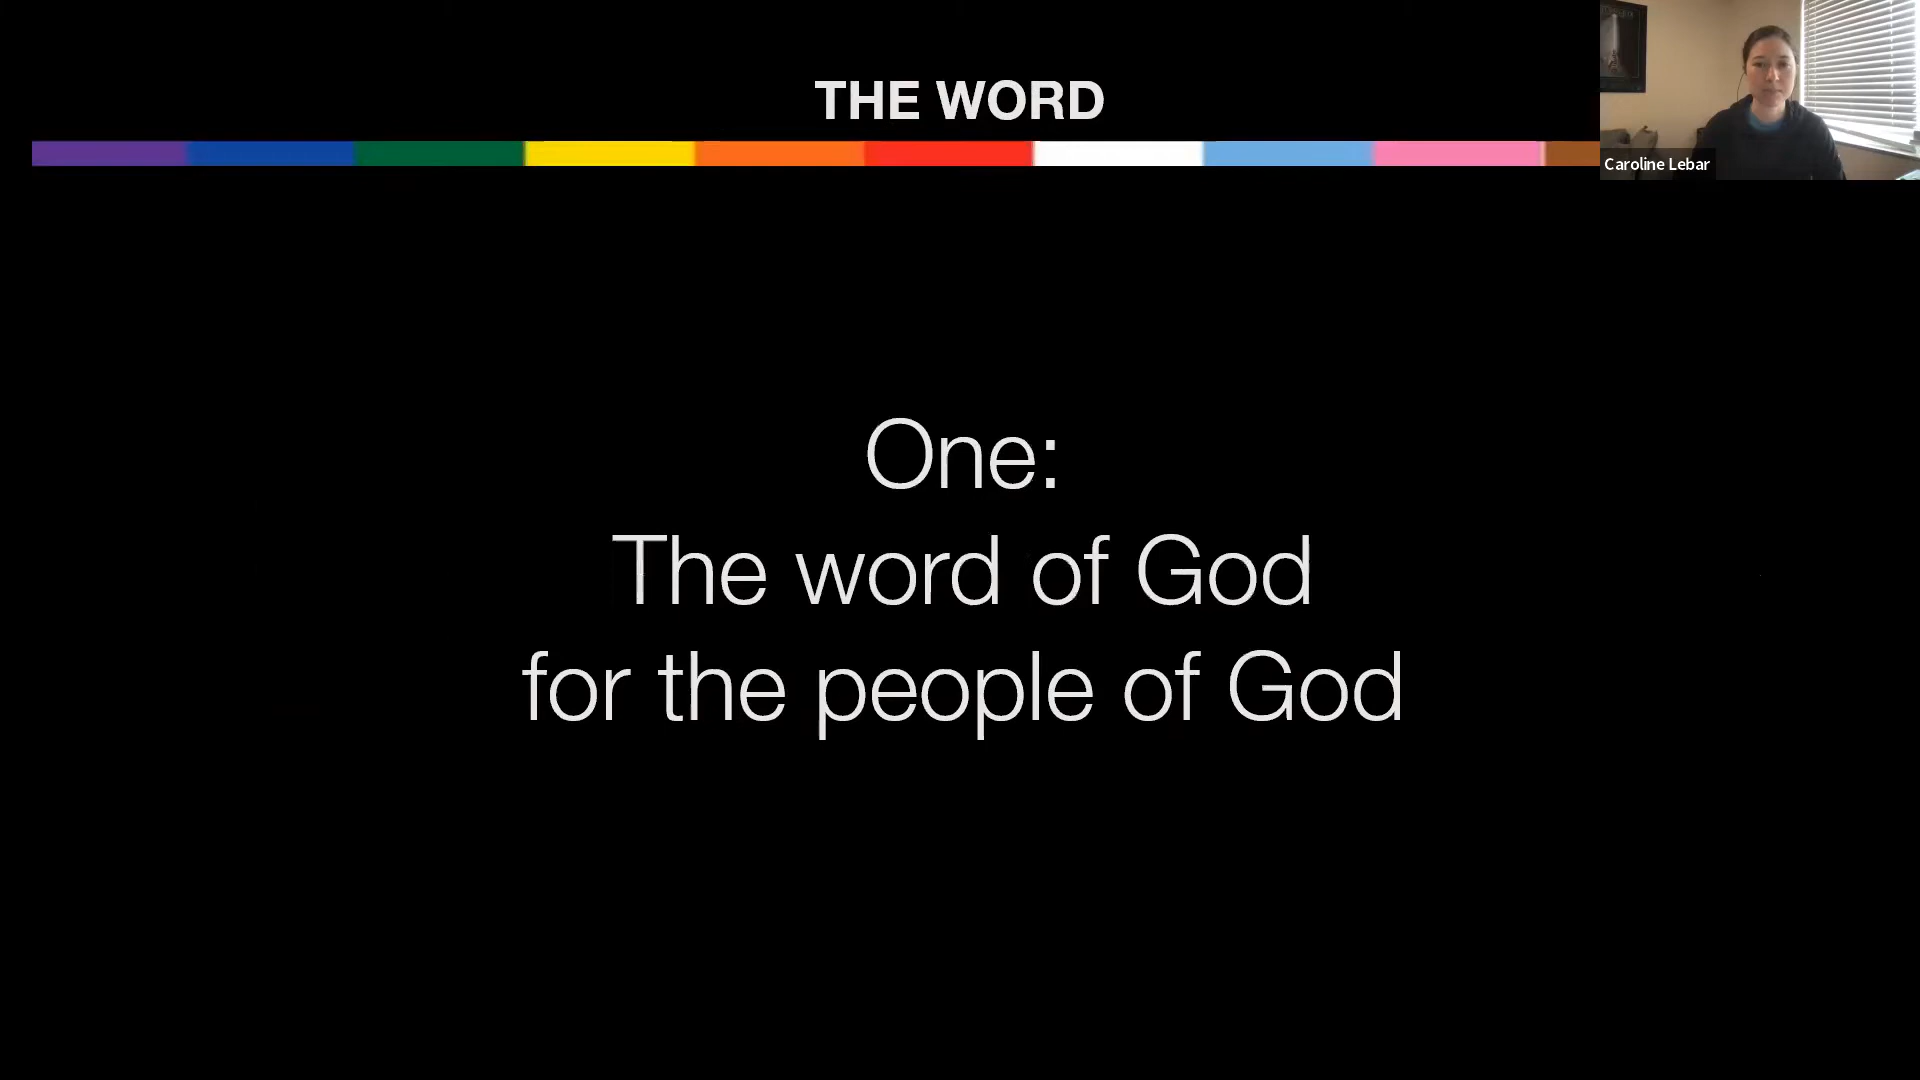 THE WORD
Caroline Lebar
One:
The word of God
for the people of God